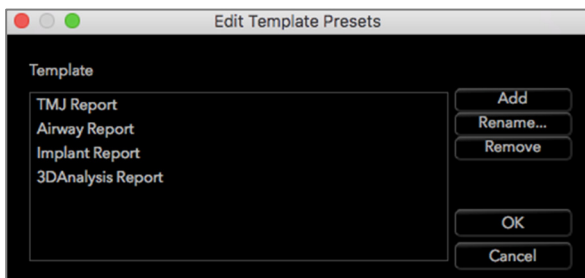 Edit Template Presets
Template
TMJ Report
Airway Report
Implant Report
3DAnalysis Report
Add
Rename...
Remove
OK
Cancel